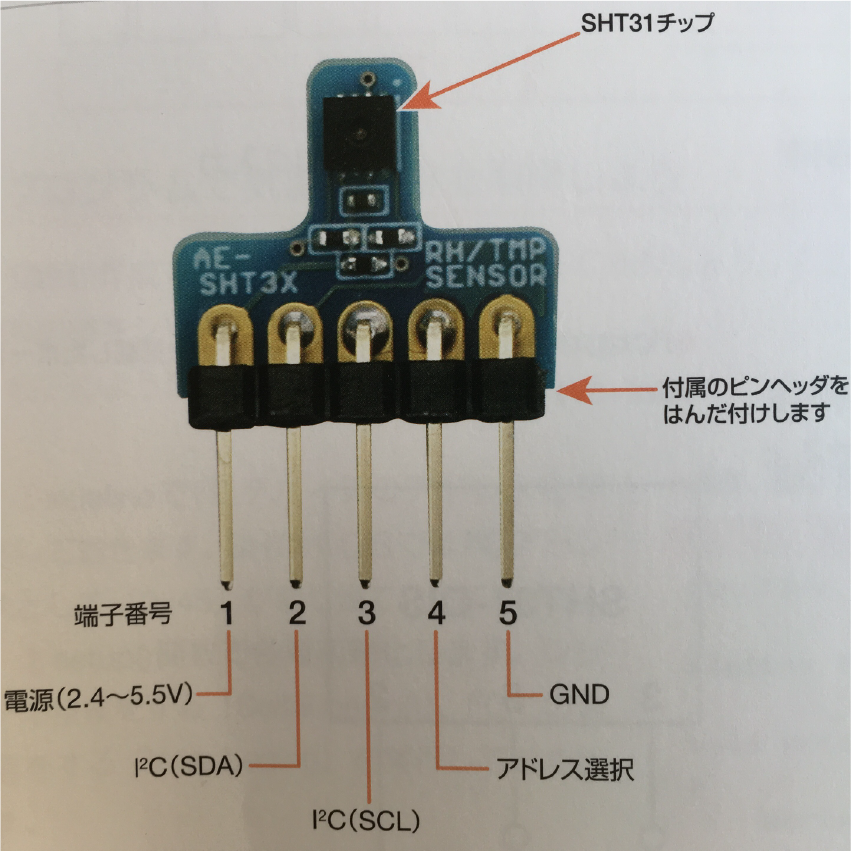 SHT31チップ
AE-
SHT3X
RH/TMP
SENSOR
付属のピンヘッダを
はんだ付けします
端子番号 1 2 3 4 5
電源(2.4〜5.5V)
GND
I²C(SDA)
アドレス選択
I²C(SCL)